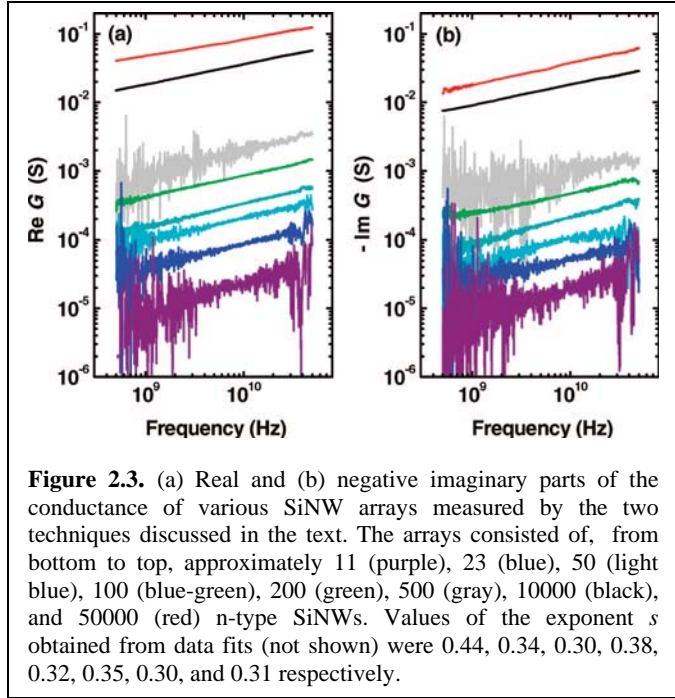 (a)
(b)
10⁻¹
10⁻²
10⁻³
10⁻⁴
10⁻⁵
10⁻⁶
Re G (S)
10⁹
10¹⁰
Frequency (Hz)
10⁻¹
10⁻²
10⁻³
10⁻⁴
10⁻⁵
10⁻⁶
- Im G (S)
10⁹
10¹⁰
Frequency (Hz)
Figure 2.3. (a) Real and (b) negative imaginary parts of the
conductance of various SiNW arrays measured by the two
techniques discussed in the text. The arrays consisted of, from
bottom to top, approximately 11 (purple), 23 (blue), 50 (light
blue), 100 (blue-green), 200 (green), 500 (gray), 10000 (black),
and 50000 (red) n-type SiNWs. Values of the exponent s
obtained from data fits (not shown) were 0.44, 0.34, 0.30, 0.38,
0.32, 0.35, 0.30, and 0.31 respectively.